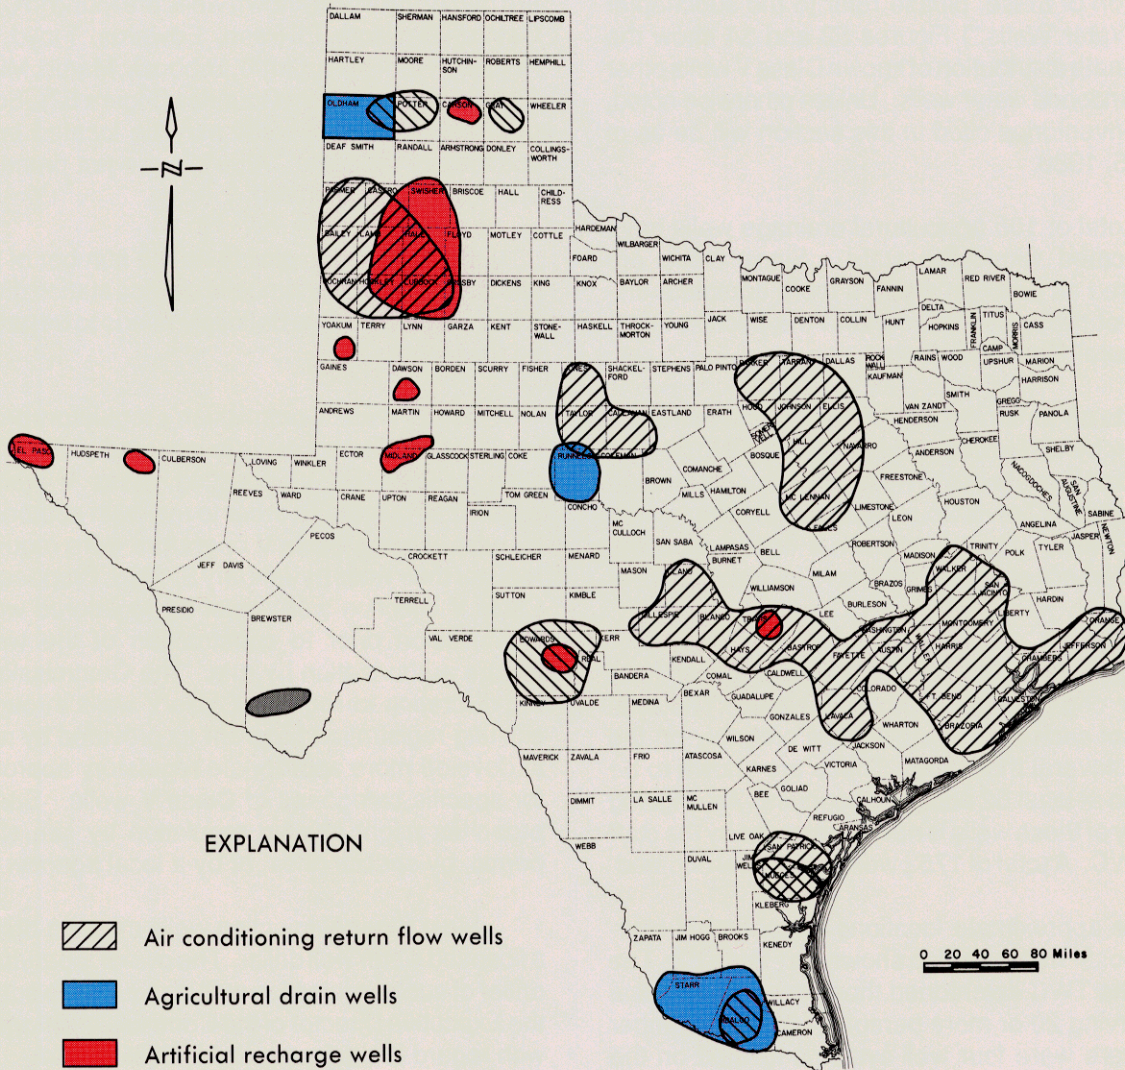 DALLAM SHERMAN HANSFORD OCHILTREE LIPSCOMB
HARTLEY MOORE HUTCHIN-
SON ROBERTS HEMPHILL
OLDHAM POTTER CARSON GRAY WHEELER
DEAF SMITH RANDALL ARMSTRONG DONLEY COLLINGS-
WORTH
N
PARMER CASTRO SWISHER BRISCOE HALL CHILD-
RESS
BAILEY LAMB HALE FLOYD MOTLEY COTTLE HARDEMAN
FOARD WILBARGER WICHITA CLAY
COCHRAN HOCKLEY LUBBOCK CROSBY DICKENS KING KNOX BAYLOR ARCHER MONTAGUE COOKE GRAYSON FANNIN LAMAR RED RIVER BOWIE
YOAKUM TERRY LYNN GARZA KENT STONE-
WALL HASKELL THROCK-
MORTON YOUNG JACK WISE DENTON COLLIN HUNT DELTA HOPKINS FRANKLIN TITUS MORRIS CASS
CAMP
GAINES DAWSON BORDEN SCURRY FISHER JONES SHACKEL-
FORD STEPHENS PALO PINTO PARKER TARRANT DALLAS ROCK
WALL KAUFMAN RAINS WOOD UPSHUR MARION
HARRISON
ANDREWS MARTIN HOWARD MITCHELL NOLAN TAYLOR CALLAHAN EASTLAND ERATH HOOD JOHNSON ELLIS VAN ZANDT SMITH GREGG RUSK PANOLA
SOMERVELL HENDERSON
EL PASO HUDSPETH CULBERSON LOVING WINKLER ECTOR MIDLAND GLASSCOCK STERLING COKE RUNNELS COLEMAN COMANCHE BOSQUE HILL NAVARRO ANDERSON CHEROKEE SHELBY
REEVES WARD CRANE UPTON REAGAN TOM GREEN CONCHO BROWN MILLS HAMILTON MC LENNAN FREESTONE NACOGDOCHES SAN
AUGUSTINE SABINE
IRION CORYELL FALLS LIMESTONE LEON HOUSTON ANGELINA NEWTON
PECOS MC
CULLOCH SAN SABA LAMPASAS BELL ROBERTSON MADISON TRINITY POLK TYLER JASPER
JEFF DAVIS CROCKETT SCHLEICHER MENARD MASON LLANO BURNET WILLIAMSON MILAM BRAZOS GRIMES WALKER SAN
JACINTO HARDIN
PRESIDIO BREWSTER TERRELL SUTTON KIMBLE GILLESPIE BLANCO TRAVIS LEE BURLESON WASHINGTON MONTGOMERY LIBERTY ORANGE
VAL VERDE EDWARDS KERR KENDALL HAYS BASTROP FAYETTE AUSTIN WALLER HARRIS CHAMBERS JEFFERSON
REAL BANDERA COMAL CALDWELL COLORADO FT. BEND GALVESTON
KINNEY UVALDE MEDINA BEXAR GUADALUPE GONZALES LAVACA WHARTON BRAZORIA
MAVERICK ZAVALA FRIO ATASCOSA WILSON KARNES DE WITT VICTORIA JACKSON MATAGORDA
DIMMIT LA SALLE MC
MULLEN BEE GOLIAD CALHOUN
REFUGIO ARANSAS
WEBB DUVAL LIVE OAK JIM
WELLS SAN PATRICIO
NUECES
KLEBERG
ZAPATA JIM HOGG BROOKS KENEDY
STARR HIDALGO WILLACY
CAMERON
0 20 40 60 80 Miles
EXPLANATION
Air conditioning return flow wells
Agricultural drain wells
Artificial recharge wells